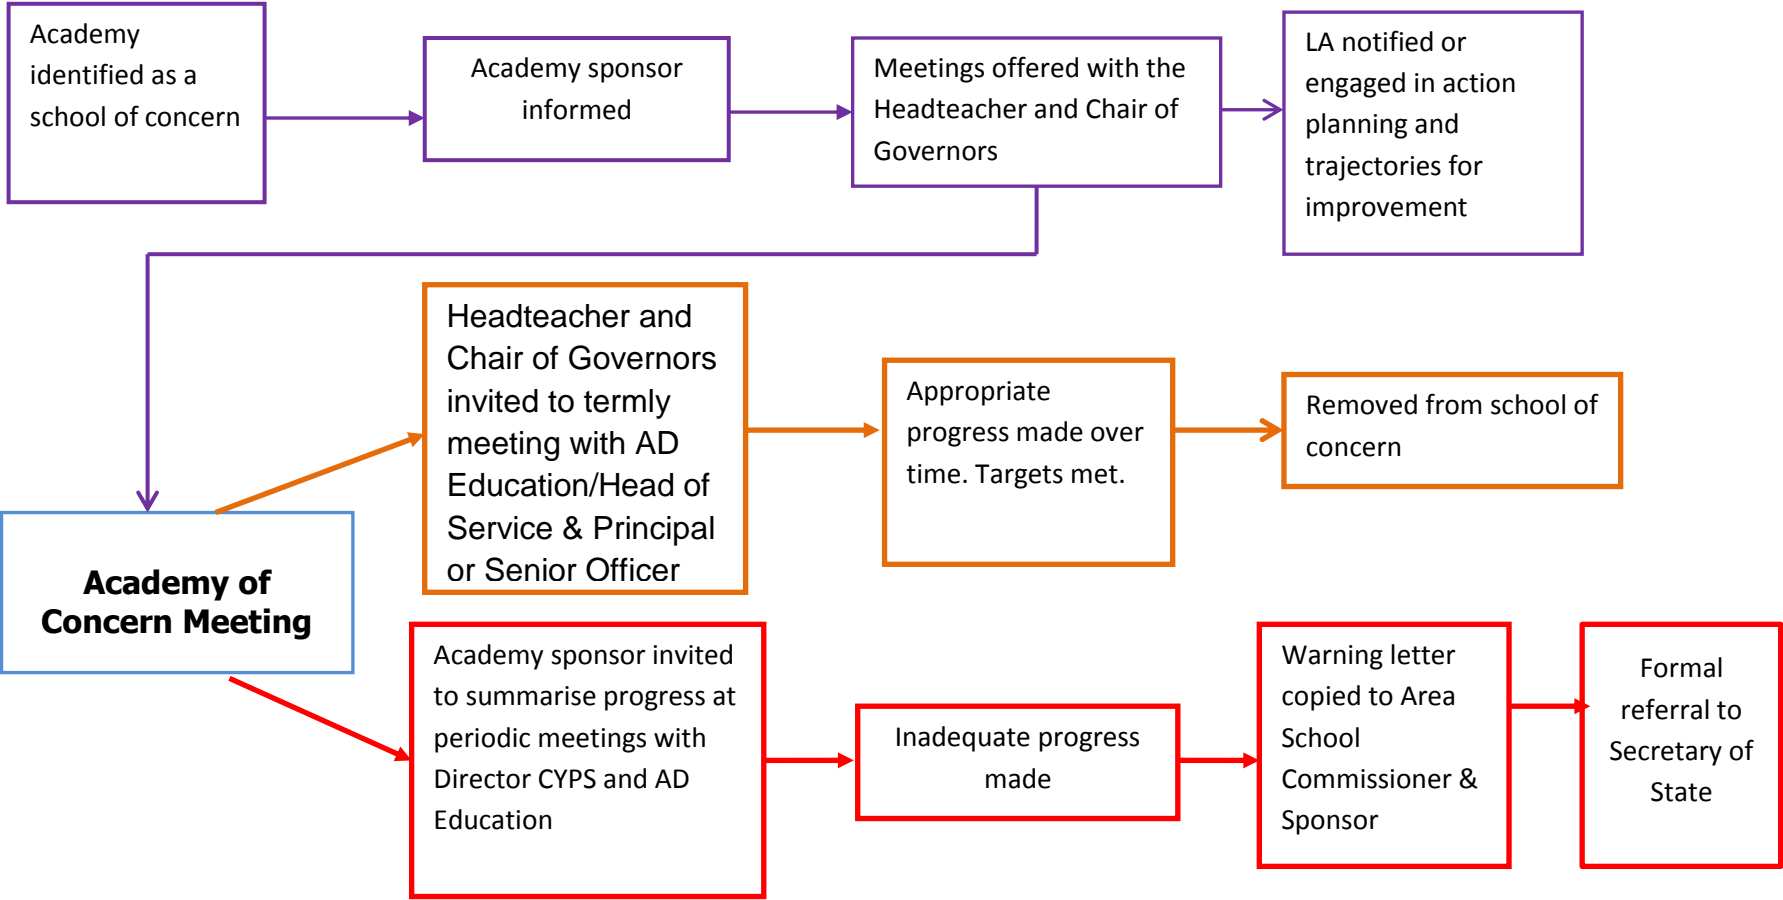 Academy
identified as a
school of concern
Academy sponsor
informed
Meetings offered with the
Headteacher and Chair of
Governors
LA notified or
engaged in action
planning and
trajectories for
improvement
Headteacher and
Chair of Governors
invited to termly
meeting with AD
Education/Head of
Service & Principal
or Senior Officer
Appropriate
progress made over
time. Targets met.
Removed from school of
concern
Academy of
Concern Meeting
Academy sponsor invited
to summarise progress at
periodic meetings with
Director CYPS and AD
Education
Inadequate progress
made
Warning letter
copied to Area
School
Commissioner &
Sponsor
Formal
referral to
Secretary of
State